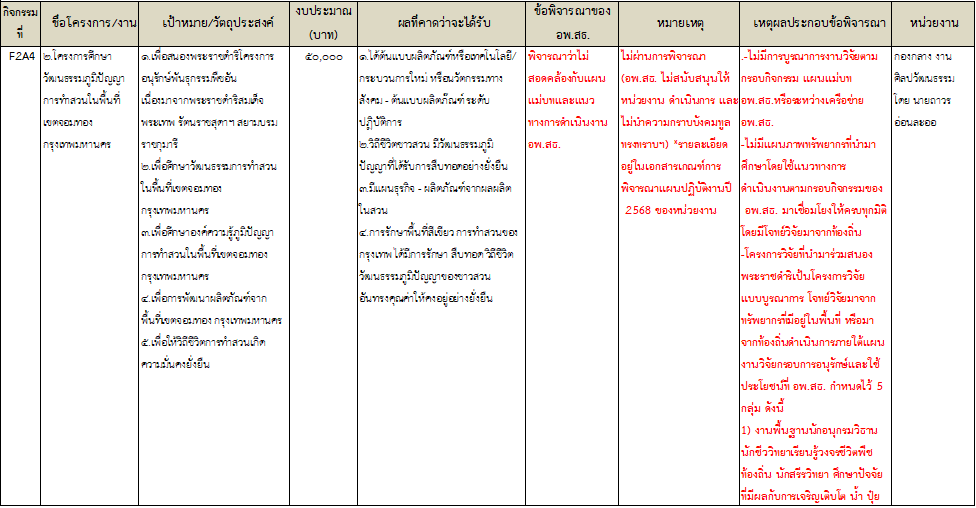 กิจกรรม
ที่
ชื่อโครงการ/งาน
เป้าหมาย/วัตถุประสงค์
งบประมาณ
(บาท)
ผลที่คาดว่าจะได้รับ
ข้อพิจารณาของ
อพ.สธ.
หมายเหตุ
เหตุผลประกอบข้อพิจารณา
หน่วยงาน
F2A4
๒.โครงการศึกษา
วัฒนธรรมภูมิปัญญา
การทำสวนในพื้นที่
เขตจอมทอง
กรุงเทพมหานคร
๑.เพื่อสนองพระราชดำริโครงการ
อนุรักษ์พันธุกรรมพืชอัน
เนื่องมาจากพระราชดำริสมเด็จ
พระเทพ รัตนราชสุดาฯ สยามบรม
ราชกุมารี
๒.เพื่อศึกษาวัฒนธรรมการทำสวน
ในพื้นที่เขตจอมทอง
กรุงเทพมหานคร
๓.เพื่อศึกษาองค์ความรู้ภูมิปัญญา
การทำสวนในพื้นที่เขตจอมทอง
กรุงเทพมหานคร
๔.เพื่อการพัฒนาผลิตภัณฑ์จาก
พื้นที่เขตจอมทอง กรุงเทพมหานคร
๕.เพื่อให้วิถีชีวิตการทำสวนเกิด
ความมั่นคงยั่งยืน
๕๐,๐๐๐
๑.ได้ต้นแบบผลิตภัณฑ์หรือเทคโนโลยี/
กระบวนการใหม่ หรือนวัตกรรมทาง
สังคม - ต้นแบบผลิตภัณฑ์ ระดับ
ปฏิบัติการ
๒.วิถีชีวิตชาวสวน มีวัฒนธรรมภูมิ
ปัญญาที่ได้รับการสืบทอดอย่างยั่งยืน
๓.มีแผนธุรกิจ - ผลิตภัณฑ์จากผลผลิต
ในสวน
๔.การรักษาพื้นที่สีเขียว การทำสวนของ
กรุงเทพ ได้มีการรักษา สืบทอด วิถีชีวิต
วัฒนธรรมภูมิปัญญาของชาวสวน
อันทรงคุณค่าให้คงอยู่อย่างยั่งยืน
พิจารณาว่าไม่
สอดคล้องกับแผน
แม่บทและแนว
ทางการดำเนินงาน
อพ.สธ.
ไม่ผ่านการพิจารณา
(อพ.สธ. ไม่สนับสนุนให้
หน่วยงาน ดำเนินการ และ
ไม่นำความกราบบังคมทูล
ทรงทราบฯ) *รายละเอียด
อยู่ในเอกสารเกณฑ์การ
พิจารณาแผนปฏิบัติงานปี
2568 ของหน่วยงาน
.-ไม่มีการบูรณาการงานวิจัยตาม
กรอบกิจกรรม แผนแม่บท
อพ.สธ.หรือระหว่างเครือข่าย
อพ.สธ.
-ไม่มีแผนภาพทรัพยากรที่นำมา
ศึกษาโดยใช้แนวทางการ
ดำเนินงานตามกรอบกิจกรรมของ
อพ.สธ. มาเชื่อมโยงให้ครบทุกมิติ
โดยมีโจทย์วิจัยมาจากท้องถิ่น
-โครงการวิจัยที่นำมาร่วมสนอง
พระราชดำริเป็นโครงการวิจัย
แบบบูรณาการ โจทย์วิจัยมาจาก
ทรัพยากรที่มีอยู่ในพื้นที่ หรือมา
จากท้องถิ่นดำเนินการภายใต้แผน
งานวิจัยกรอบการอนุรักษ์และใช้
ประโยชน์ที่ อพ.สธ. กำหนดไว้ 5
กลุ่ม ดังนี้
1) งานพื้นฐานนักอนุกรมวิธาน
นักชีววิทยาเรียนรู้วงจรชีวิตพืช
ท้องถิ่น นักสรีรวิทยา ศึกษาปัจจัย
ที่มีผลกับการเจริญเติบโต น้ำ ปุ๋ย
กองกลาง งาน
ศิลปวัฒนธรรม
โดย นายถาวร
อ่อนละออ